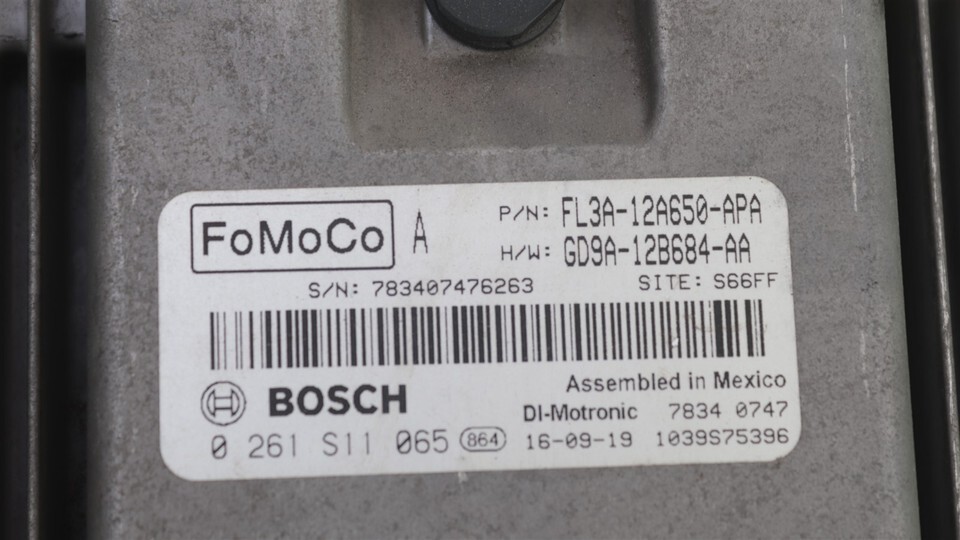 FoMoCo A P/N: FL3A-12A650-APA
H/W: GD9A-12B684-AA
S/N: 783407476263 SITE: S66FF
BOSCH Assembled in Mexico
DI-Motronic 7834 0747
0 261 S11 065 864 16-09-19 1039S75396